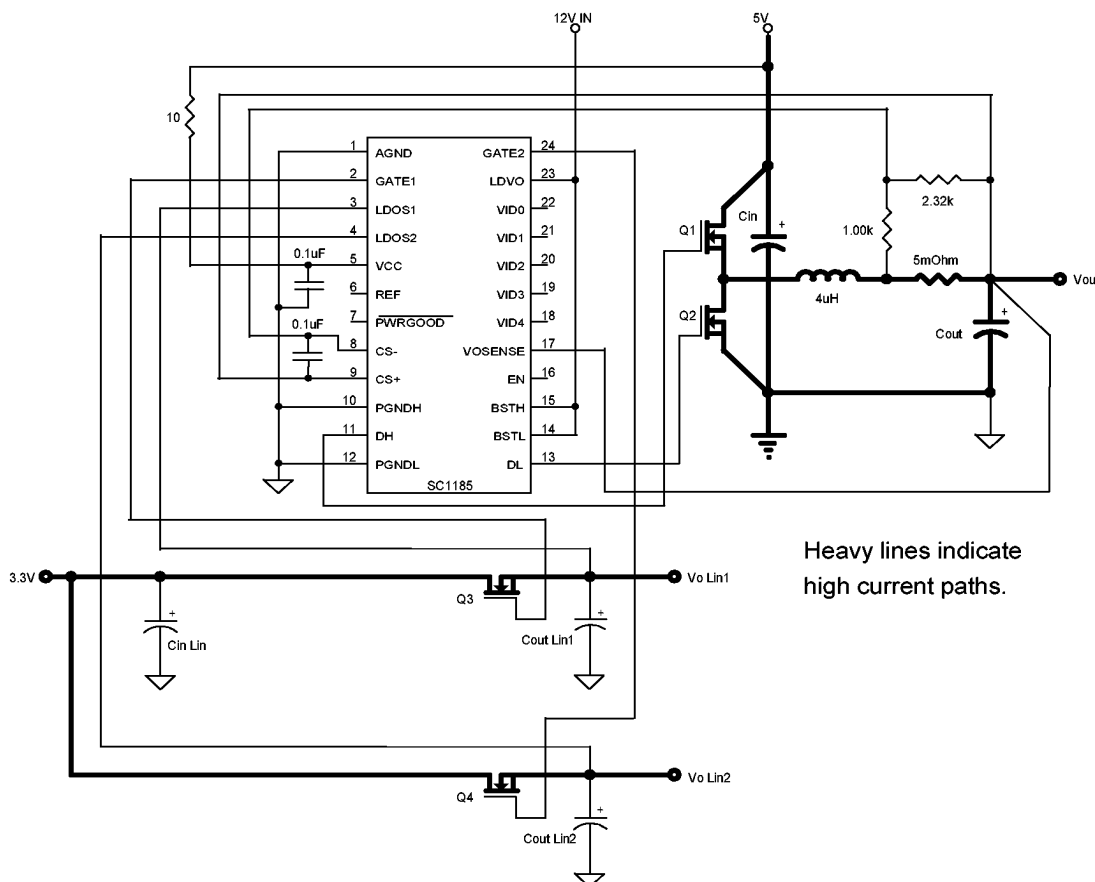 12V IN
5V
10
1 AGND GATE2 24
2 GATE1 LDVO 23
3 LDOS1 VID0 22
4 LDOS2 VID1 21
0.1uF
5 VCC VID2 20
6 REF VID3 19
0.1uF
7 PWRGOOD VID4 18
8 CS- VOSENSE 17
9 CS+ EN 16
10 PGNDH BSTH 15
11 DH BSTL 14
12 PGNDL DL 13
SC1185
Q1
Cin +
2.32k
1.00k
5mOhm
4uH
Vou
Q2
Cout +
Heavy lines indicate
high current paths.
3.3V
Q3
Vo Lin1
+
Cin Lin
+
Cout Lin1
Q4
Vo Lin2
+
Cout Lin2